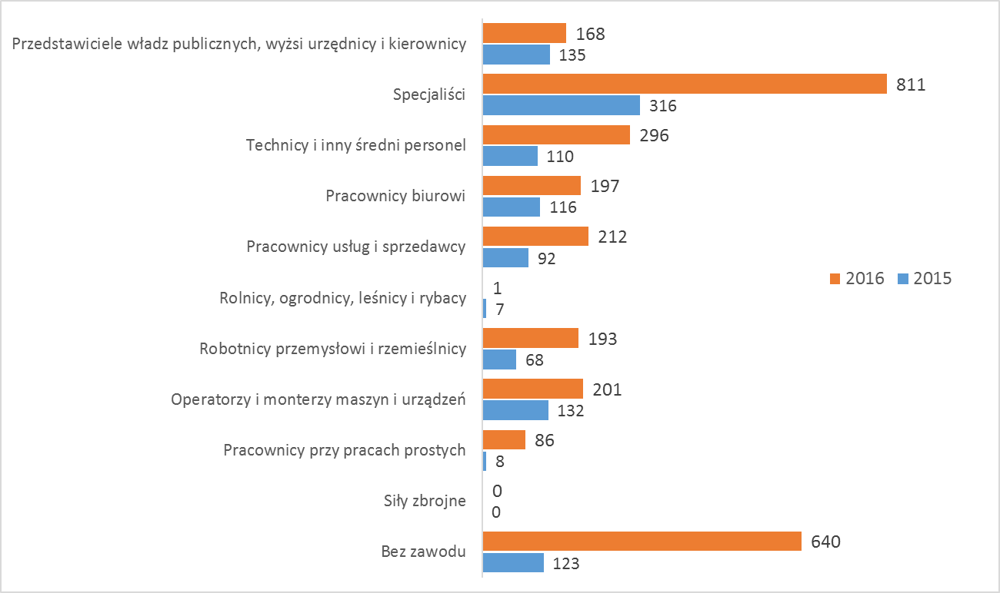 Przedstawiciele władz publicznych, wyżsi urzędnicy i kierownicy
168
135
Specjaliści
811
316
Technicy i inny średni personel
296
110
Pracownicy biurowi
197
116
Pracownicy usług i sprzedawcy
212
92
Rolnicy, ogrodnicy, leśnicy i rybacy
1
7
2016 2015
Robotnicy przemysłowi i rzemieślnicy
193
68
Operatorzy i monterzy maszyn i urządzeń
201
132
Pracownicy przy pracach prostych
86
8
Siły zbrojne
0
0
Bez zawodu
640
123